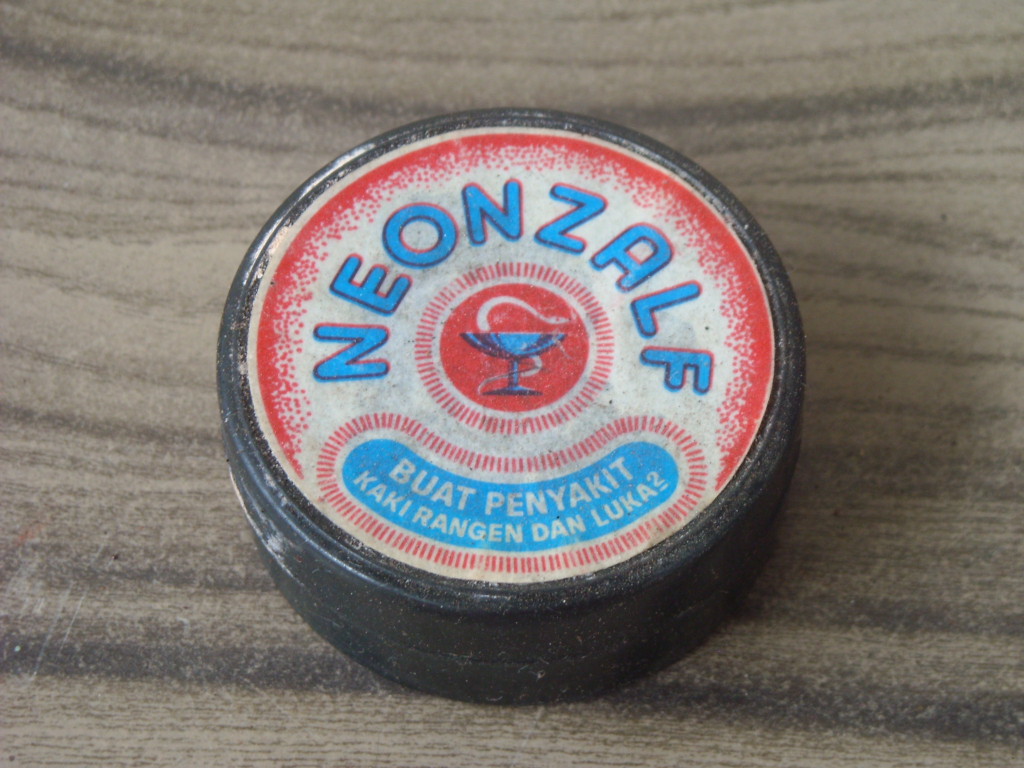 NEONZALF
BUAT PENYAKIT
KAKI RANGEN DAN LUKA2